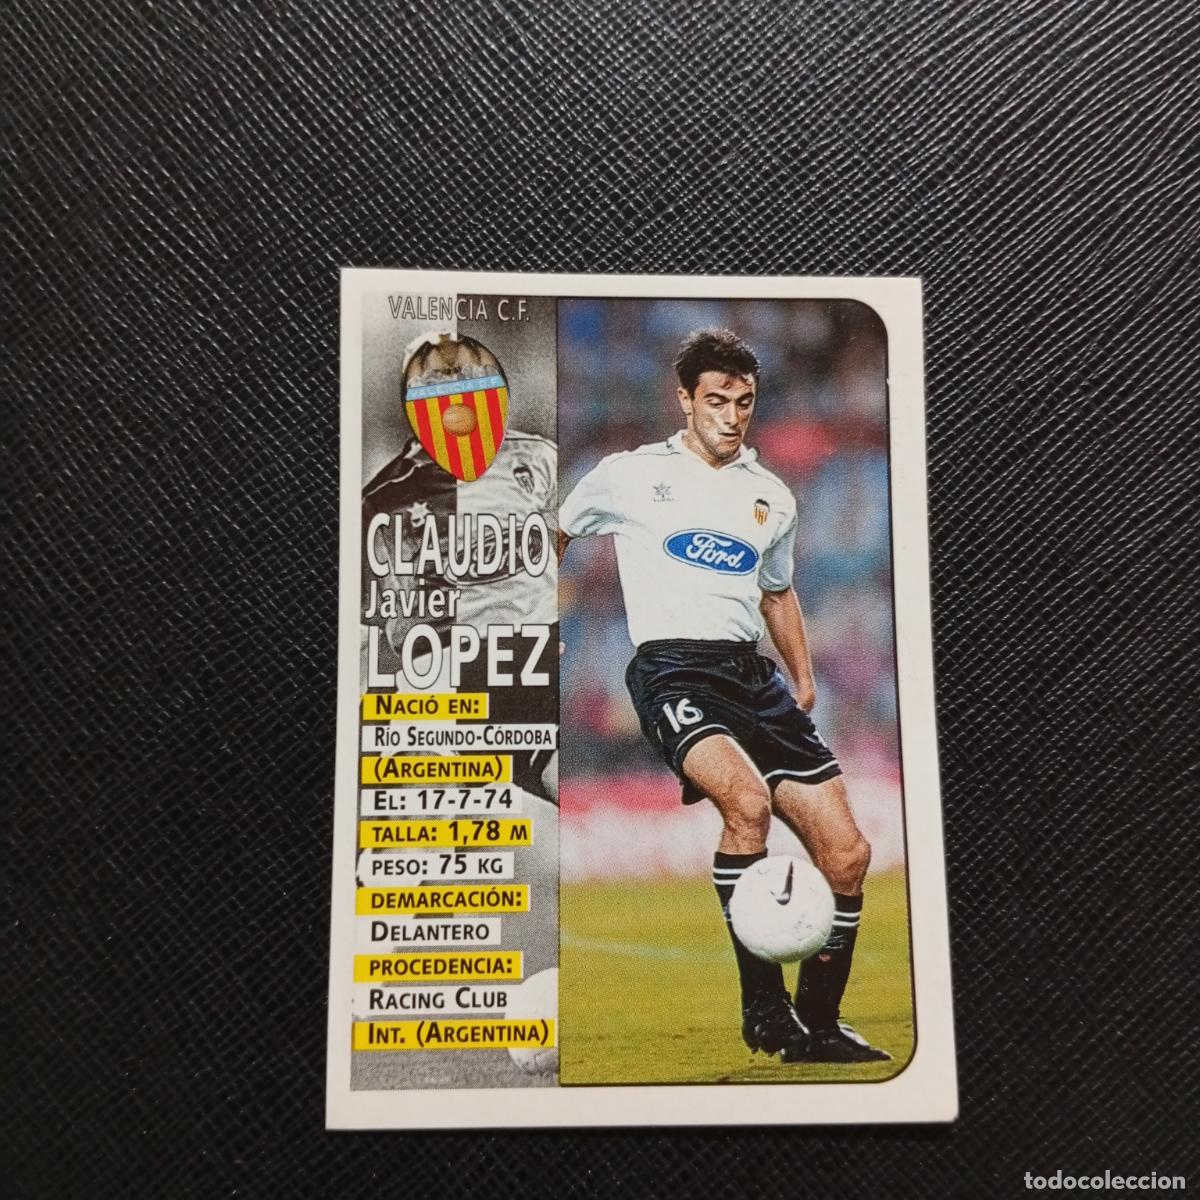 VALENCIA C.F.
VALENCIA C.F.
CLAUDIO
Javier
LOPEZ
NACIÓ EN:
RÍO SEGUNDO-CÓRDOBA
(ARGENTINA)
EL: 17-7-74
TALLA: 1,78 M
PESO: 75 KG
DEMARCACIÓN:
DELANTERO
PROCEDENCIA:
RACING CLUB
INT. (ARGENTINA)
Ford
16
todocoleccion